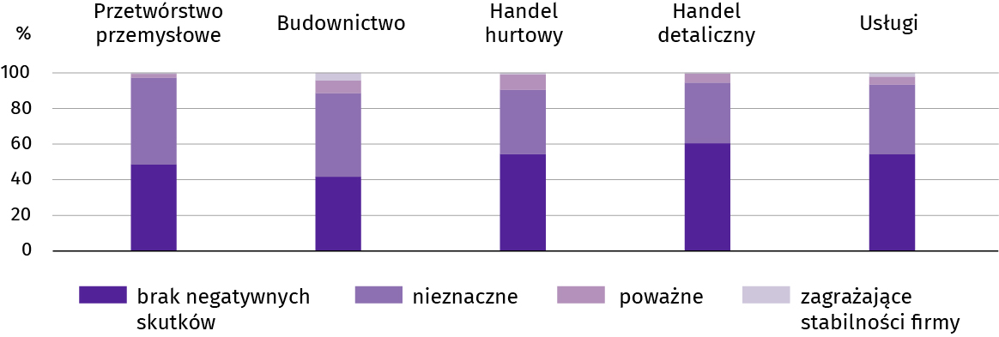 Przetwórstwo
przemysłowe
Budownictwo
Handel
hurtowy
Handel
detaliczny
Usługi
%
100
80
60
40
20
0
brak negatywnych
skutków
nieznaczne
poważne
zagrażające
stabilności firmy